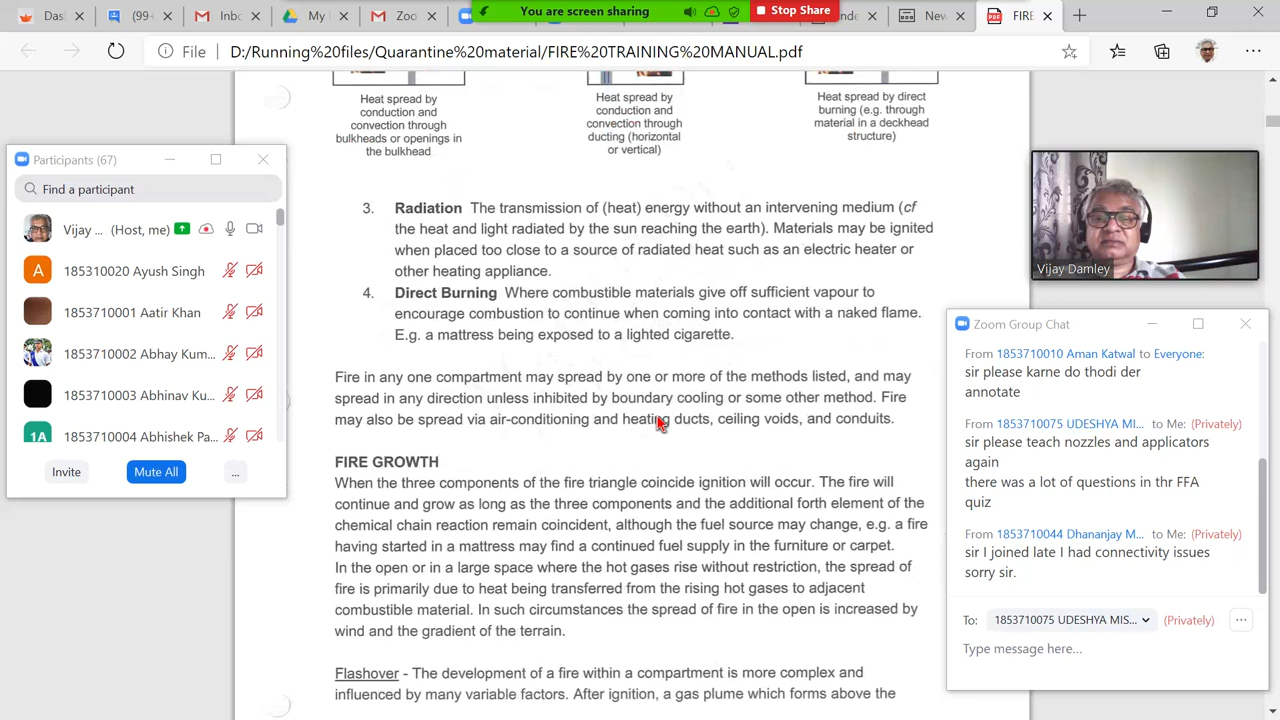 Das
Inb
My
Zoo
You are screen sharing
Stop Share
nde
New
FIRE
File D:/Running%20files/Quarantine%20material/FIRE%20TRAINING%20MANUAL.pdf
Heat spread by
conduction and
convection through
bulkheads or openings in
the bulkhead
Heat spread by
conduction and
convection through
ducting (horizontal
or vertical)
Heat spread by direct
burning (e.g. through
material in a deckhead
structure)
3. Radiation The transmission of (heat) energy without an intervening medium (cf
the heat and light radiated by the sun reaching the earth). Materials may be ignited
when placed too close to a source of radiated heat such as an electric heater or
other heating appliance.
4. Direct Burning Where combustible materials give off sufficient vapour to
encourage combustion to continue when coming into contact with a naked flame.
E.g. a mattress being exposed to a lighted cigarette.
Fire in any one compartment may spread by one or more of the methods listed, and may
spread in any direction unless inhibited by boundary cooling or some other method. Fire
may also be spread via air-conditioning and heating ducts, ceiling voids, and conduits.
FIRE GROWTH
When the three components of the fire triangle coincide ignition will occur. The fire will
continue and grow as long as the three components and the additional forth element of the
chemical chain reaction remain coincident, although the fuel source may change, e.g. a fire
having started in a mattress may find a continued fuel supply in the furniture or carpet.
In the open or in a large space where the hot gases rise without restriction, the spread of
fire is primarily due to heat being transferred from the rising hot gases to adjacent
combustible material. In such circumstances the spread of fire in the open is increased by
wind and the gradient of the terrain.
Flashover - The development of a fire within a compartment is more complex and
influenced by many variable factors. After ignition, a gas plume which forms above the
Participants (67)
Find a participant
Vijay ... (Host, me)
A 185310020 Ayush Singh
1853710001 Aatir Khan
1853710002 Abhay Kum...
1853710003 Abhinav Ku...
1A 1853710004 Abhishek Pa...
Invite
Mute All
...
Vijay Damley
Zoom Group Chat
From 1853710010 Aman Katwal to Everyone:
sir please karne do thodi der
annotate
From 1853710075 UDESHYA MI... to Me: (Privately)
sir please teach nozzles and applicators
again
there was a lot of questions in thr FFA
quiz
From 1853710044 Dhananjay M... to Me: (Privately)
sir I joined late I had connectivity issues
sorry sir.
To: 1853710075 UDESHYA MIS... (Privately)
Type message here...